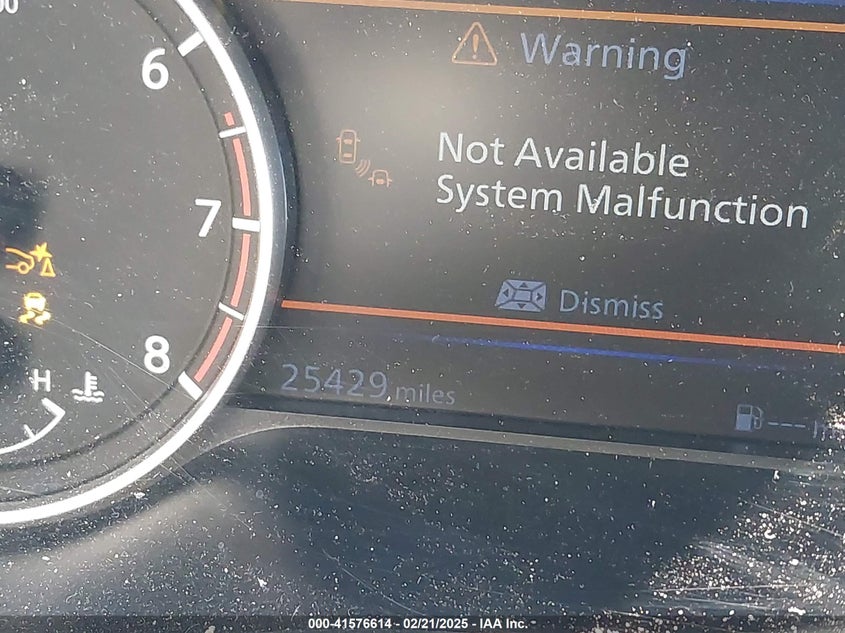 Warning
6
Not Available
System Malfunction
7
Dismiss
8
H
25429 miles
---
000-41576614 - 02/21/2025 - IAA Inc.